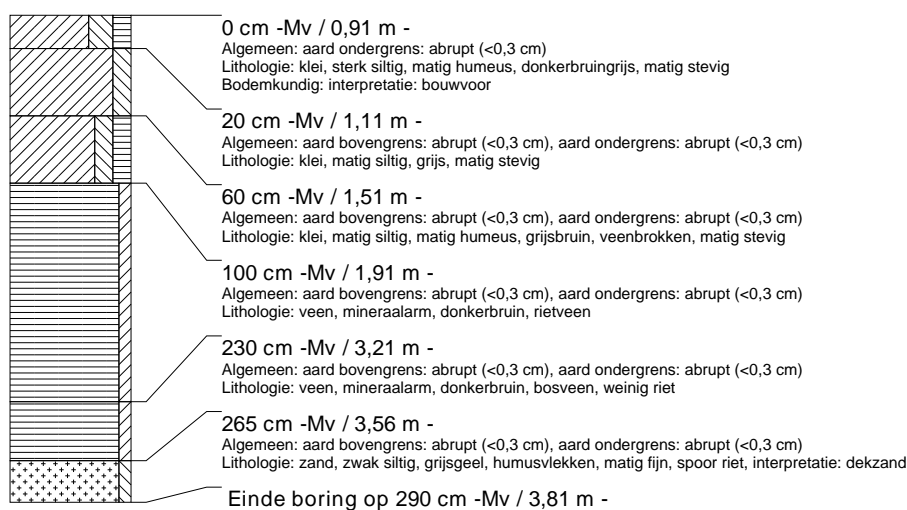 0 cm -Mv / 0,91 m -
Algemeen: aard ondergrens: abrupt (<0,3 cm)
Lithologie: klei, sterk siltig, matig humeus, donkerbruingrijs, matig stevig
Bodemkundig: interpretatie: bouwvoor
20 cm -Mv / 1,11 m -
Algemeen: aard bovengrens: abrupt (<0,3 cm), aard ondergrens: abrupt (<0,3 cm)
Lithologie: klei, matig siltig, grijs, matig stevig
60 cm -Mv / 1,51 m -
Algemeen: aard bovengrens: abrupt (<0,3 cm), aard ondergrens: abrupt (<0,3 cm)
Lithologie: klei, matig siltig, matig humeus, grijsbruin, veenbrokken, matig stevig
100 cm -Mv / 1,91 m -
Algemeen: aard bovengrens: abrupt (<0,3 cm), aard ondergrens: abrupt (<0,3 cm)
Lithologie: veen, mineraalarm, donkerbruin, rietveen
230 cm -Mv / 3,21 m -
Algemeen: aard bovengrens: abrupt (<0,3 cm), aard ondergrens: abrupt (<0,3 cm)
Lithologie: veen, mineraalarm, donkerbruin, bosveen, weinig riet
265 cm -Mv / 3,56 m -
Algemeen: aard bovengrens: abrupt (<0,3 cm), aard ondergrens: abrupt (<0,3 cm)
Lithologie: zand, zwak siltig, grijsgeel, humusvlekken, matig fijn, spoor riet, interpretatie: dekzand
Einde boring op 290 cm -Mv / 3,81 m -